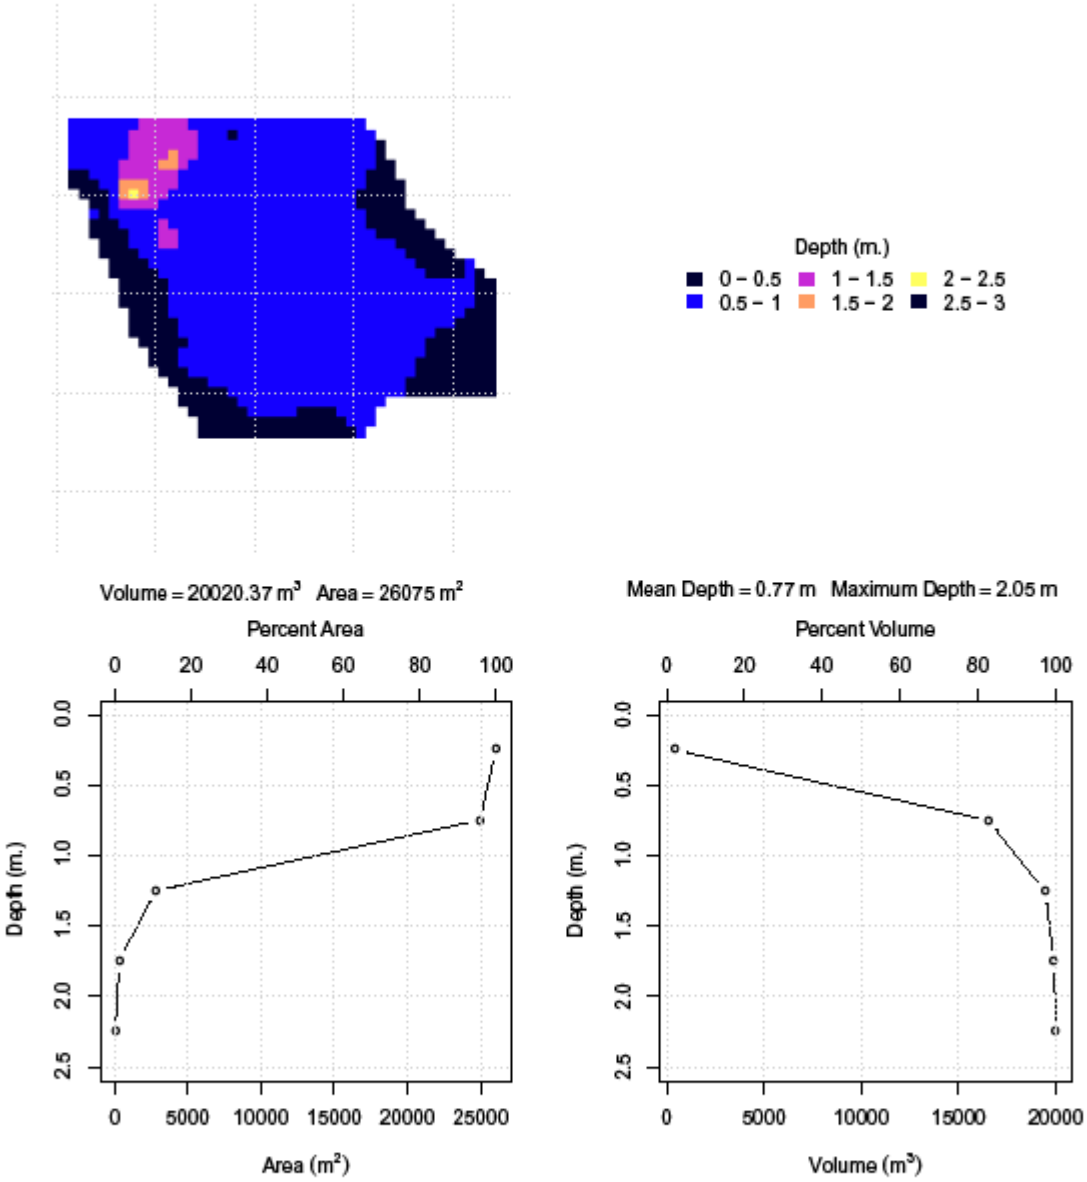 Depth (m.)
0 – 0.5 1 – 1.5 2 – 2.5
0.5 – 1 1.5 – 2 2.5 – 3
Volume = 20020.37 m³ Area = 26075 m²
Mean Depth = 0.77 m Maximum Depth = 2.05 m
Percent Area
0 20 40 60 80 100
0.0
0.5
1.0
1.5
2.0
2.5
Depth (m.)
0 5000 10000 15000 20000 25000
Area (m²)
Percent Volume
0 20 40 60 80 100
0.0
0.5
1.0
1.5
2.0
2.5
Depth (m.)
0 5000 10000 15000 20000
Volume (m³)